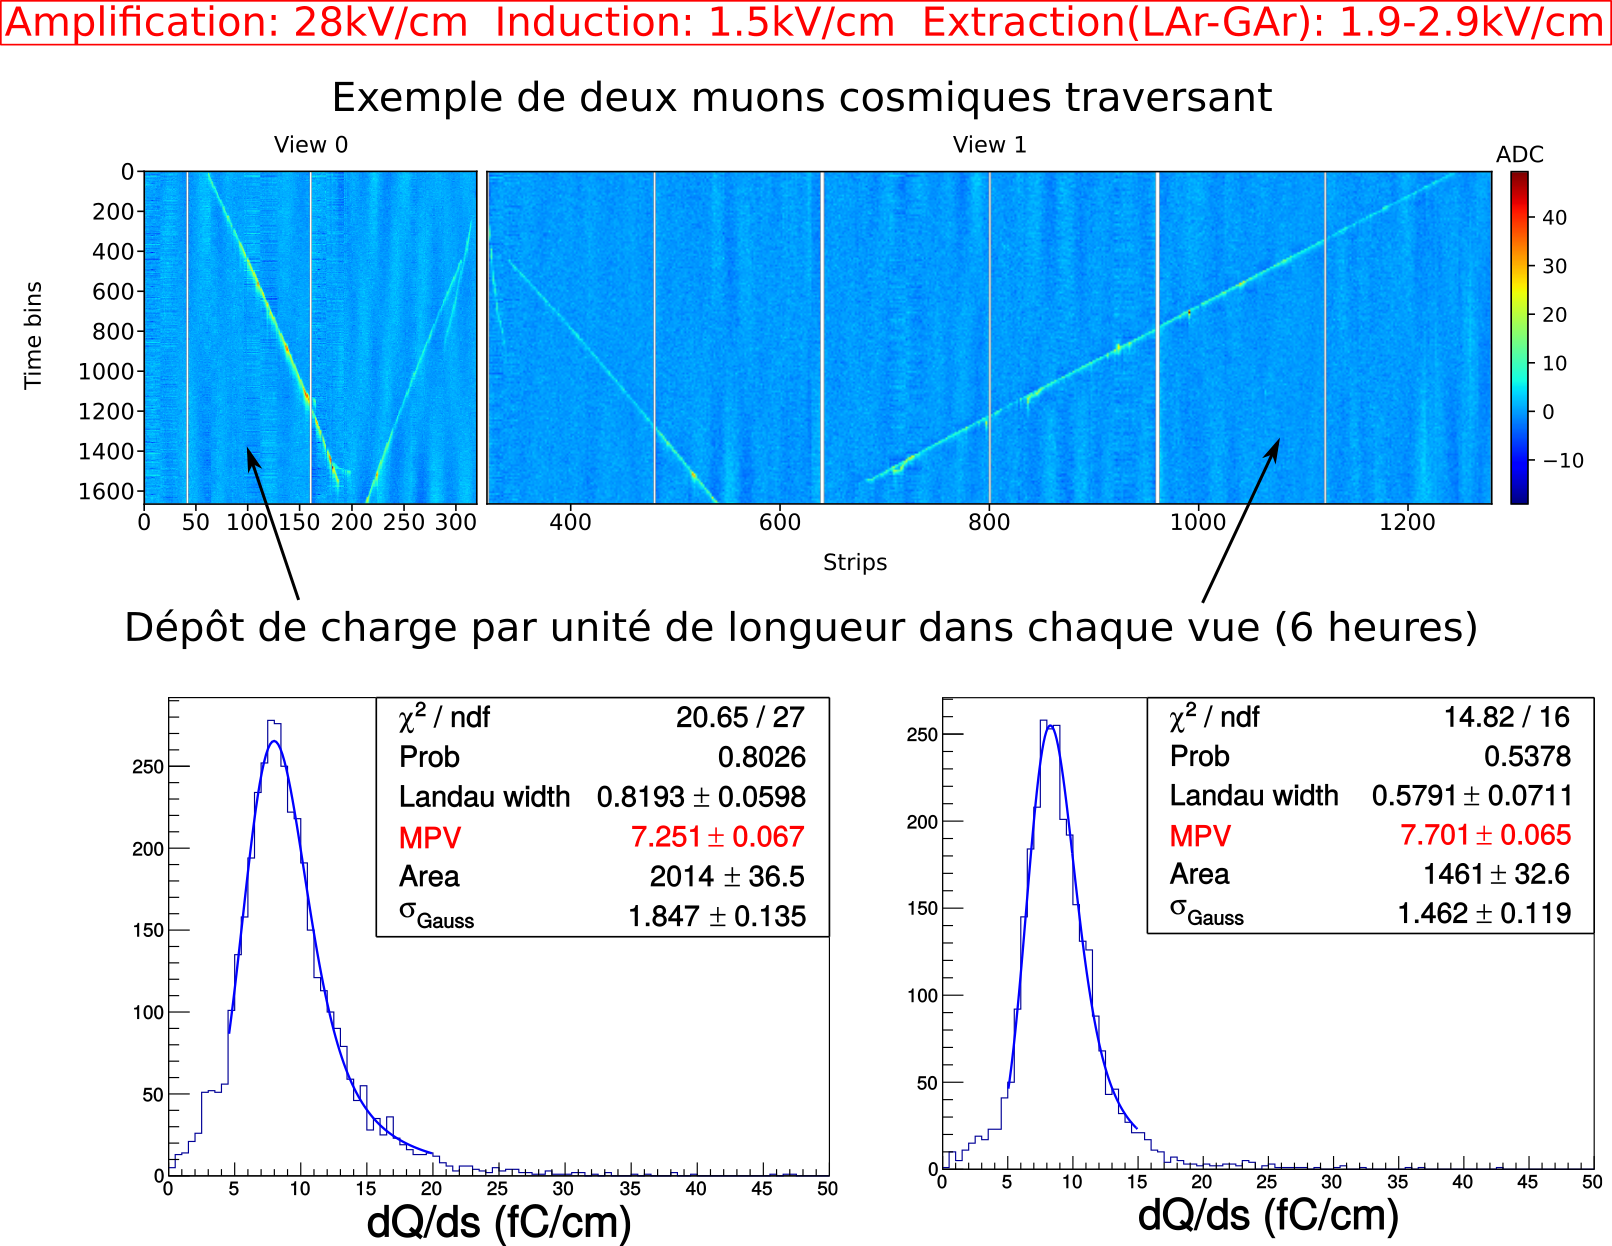 Amplification: 28kV/cm Induction: 1.5kV/cm Extraction(LAr-GAr): 1.9-2.9kV/cm
Exemple de deux muons cosmiques traversant
View 0
View 1
ADC
Time bins
0
200
400
600
800
1000
1200
1400
1600
0 50 100 150 200 250 300
400 600 800 1000 1200
40
30
20
10
0
−10
Strips
Dépôt de charge par unité de longueur dans chaque vue (6 heures)
χ² / ndf 20.65 / 27
Prob 0.8026
Landau width 0.8193 ± 0.0598
MPV 7.251 ± 0.067
Area 2014 ± 36.5
σGauss 1.847 ± 0.135
250
200
150
100
50
0
0 5 10 15 20 25 30 35 40 45 50
dQ/ds (fC/cm)
χ² / ndf 14.82 / 16
Prob 0.5378
Landau width 0.5791 ± 0.0711
MPV 7.701 ± 0.065
Area 1461 ± 32.6
σGauss 1.462 ± 0.119
250
200
150
100
50
0
0 5 10 15 20 25 30 35 40 45 50
dQ/ds (fC/cm)